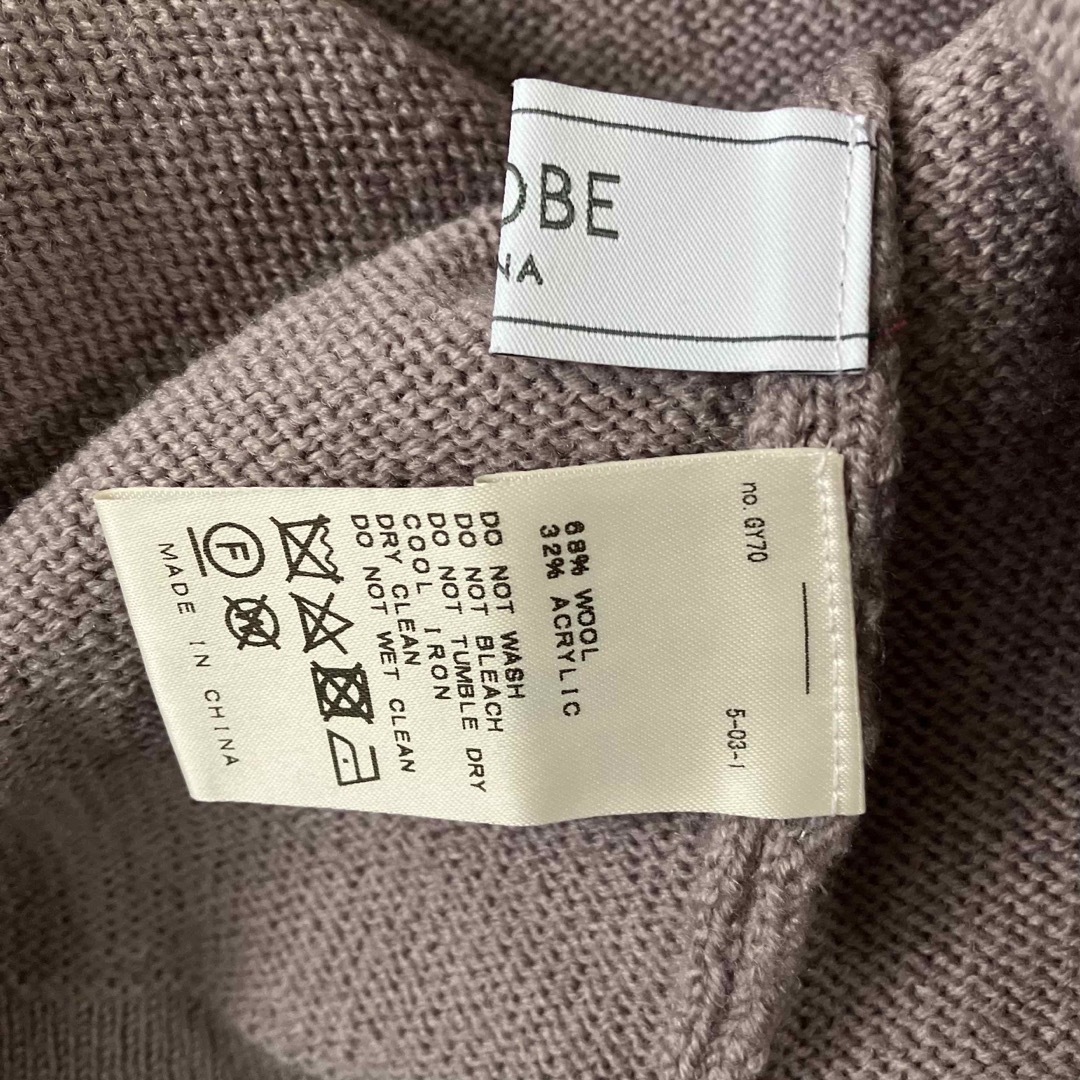 OBE
NA
no. GY70
5-03-1
68% WOOL
32% ACRYLIC
DO NOT WASH
DO NOT BLEACH
DO NOT TUMBLE DRY
COOL IRON
DRY CLEAN
DO NOT WET CLEAN
F
MADE IN CHINA